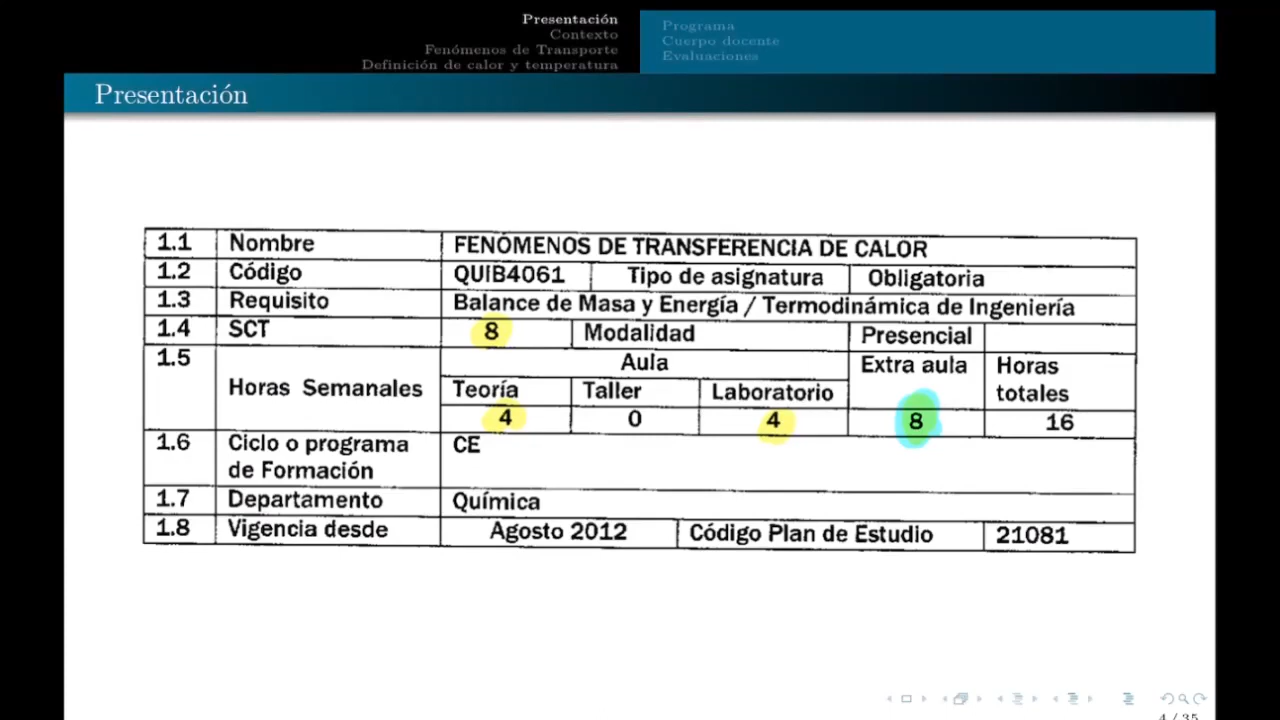 Presentación
Contexto
Fenómenos de Transporte
Definición de calor y temperatura
Programa
Cuerpo docente
Evaluaciones
Presentación
1.1 Nombre FENÓMENOS DE TRANSFERENCIA DE CALOR
1.2 Código QUIB4061 Tipo de asignatura Obligatoria
1.3 Requisito Balance de Masa y Energía / Termodinámica de Ingeniería
1.4 SCT 8 Modalidad Presencial
1.5 Horas Semanales Aula Extra aula Horas totales
Teoría Taller Laboratorio
4 0 4 8 16
1.6 Ciclo o programa de Formación CE
1.7 Departamento Química
1.8 Vigencia desde Agosto 2012 Código Plan de Estudio 21081
4 / 35